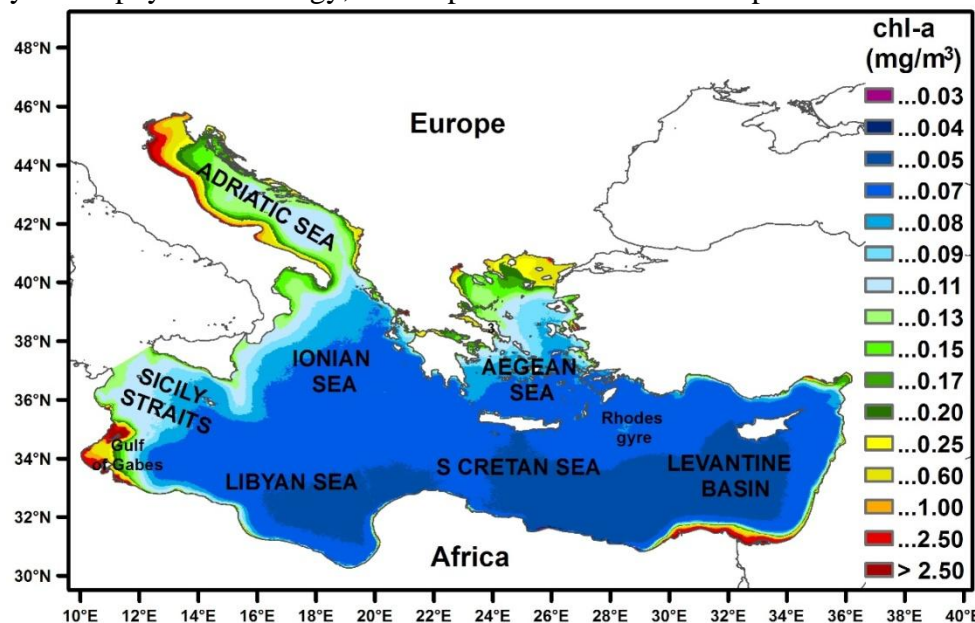 chl-a
(mg/m³)
48°N
46°N
44°N
42°N
40°N
38°N
36°N
34°N
32°N
30°N
Europe
ADRIATIC SEA
3
IONIAN
SEA
AEGEAN
SEA
SICILY
STRAITS
Rhodes
gyre
Gulf
of Gabes
LIBYAN SEA
S CRETAN SEA
LEVANTINE
BASIN
Africa
...0.03
...0.04
...0.05
...0.07
...0.08
...0.09
...0.11
...0.13
...0.15
...0.17
...0.20
...0.25
...0.60
...1.00
...2.50
> 2.50
10°E 12°E 14°E 16°E 18°E 20°E 22°E 24°E 26°E 28°E 30°E 32°E 34°E 36°E 38°E 40°E